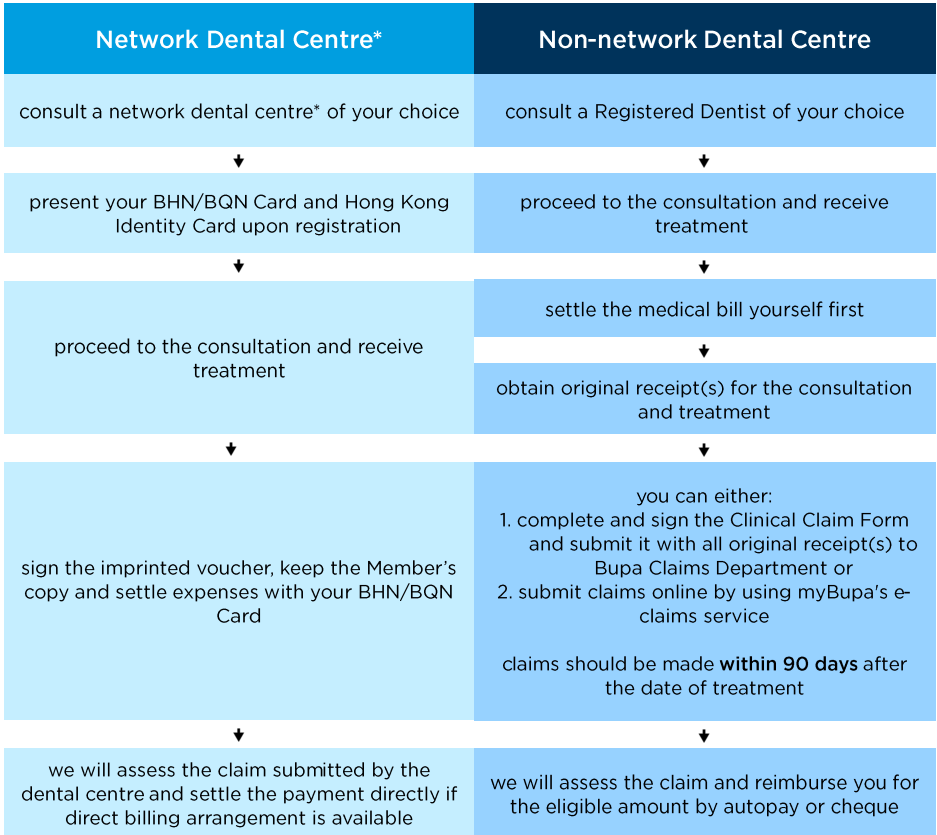 Network Dental Centre*
consult a network dental centre* of your choice
present your BHN/BQN Card and Hong Kong
Identity Card upon registration
proceed to the consultation and receive
treatment
sign the imprinted voucher, keep the Member's
copy and settle expenses with your BHN/BQN
Card
we will assess the claim submitted by the
dental centre and settle the payment directly if
direct billing arrangement is available
Non-network Dental Centre
consult a Registered Dentist of your choice
proceed to the consultation and receive
treatment
settle the medical bill yourself first
obtain original receipt(s) for the consultation
and treatment
you can either:
1. complete and sign the Clinical Claim Form
and submit it with all original receipt(s) to
Bupa Claims Department or
2. submit claims online by using myBupa's e-
claims service
claims should be made within 90 days after
the date of treatment
we will assess the claim and reimburse you for
the eligible amount by autopay or cheque